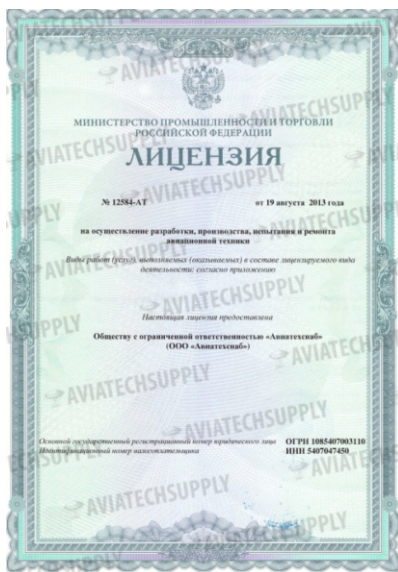 МИНИСТЕРСТВО ПРОМЫШЛЕННОСТИ И ТОРГОВЛИ
РОССИЙСКОЙ ФЕДЕРАЦИИ
ЛИЦЕНЗИЯ
№ 12584-АТ от 19 августа 2013 года
на осуществление разработки, производства, испытания и ремонта
авиационной техники
Виды работ (услуг), выполняемых (оказываемых) в составе лицензируемого вида
деятельности: согласно приложению
Настоящая лицензия предоставлена
Обществу с ограниченной ответственностью «Авиатехснаб»
(ООО «Авиатехснаб»)
Основной государственный регистрационный номер юридического лица ОГРН 1085407003110
Идентификационный номер налогоплательщика ИНН 5407047450
AVIATECHSUPPLY